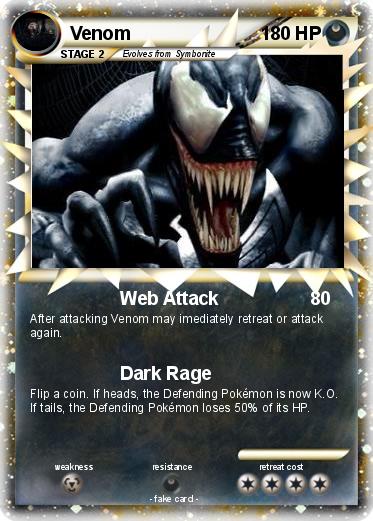 Venom 180 HP
STAGE 2 Evolves from Symbonite
Web Attack 80
After attacking Venom may imediately retreat or attack
again.
Dark Rage
Flip a coin. If heads, the Defending Pokémon is now K.O.
If tails, the Defending Pokémon loses 50% of its HP.
weakness resistance retreat cost
- fake card -